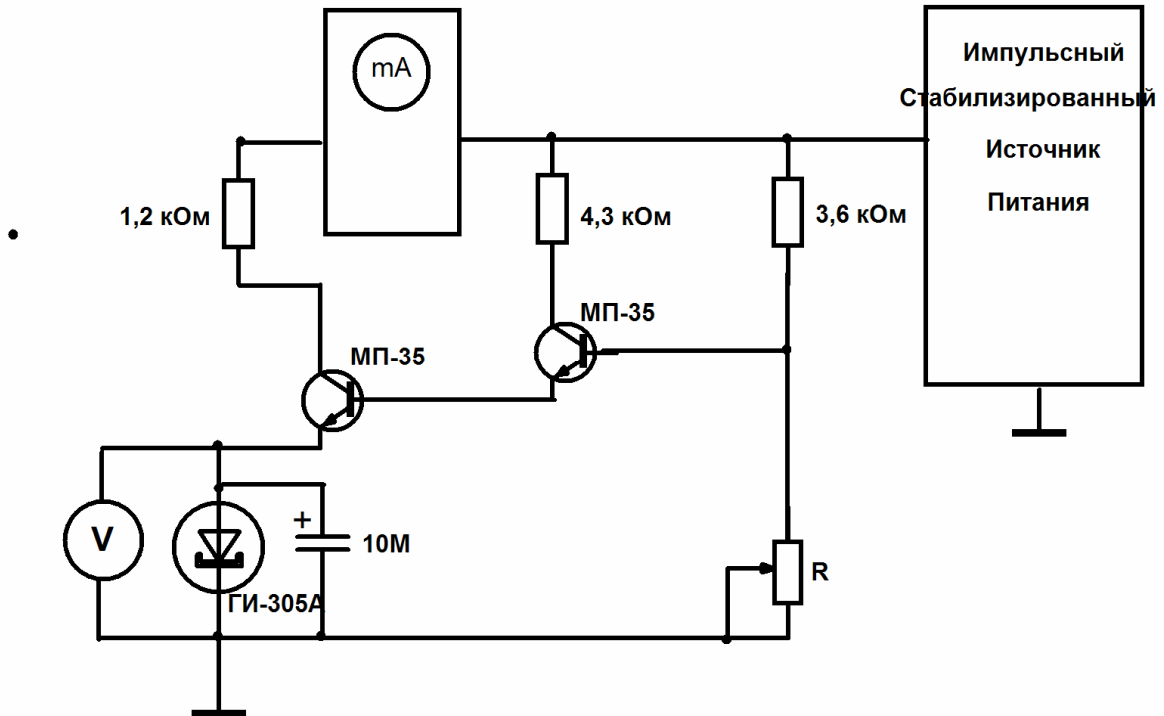 mA
Импульсный
Стабилизированный
Источник
Питания
1,2 кОм
4,3 кОм
3,6 кОм
МП-35
МП-35
V
+
10М
ГИ-305А
R